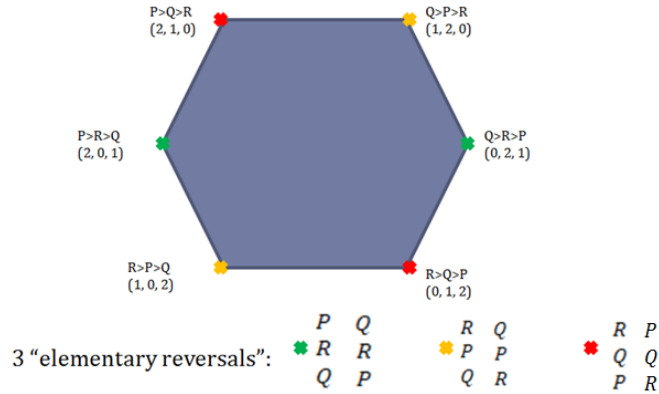 P>Q>R
(2, 1, 0)
Q>P>R
(1, 2, 0)
P>R>Q
(2, 0, 1)
Q>R>P
(0, 2, 1)
R>P>Q
(1, 0, 2)
R>Q>P
(0, 1, 2)
3 “elementary reversals”:
P Q
R R
Q P
R Q
P P
Q R
R P
Q Q
P R